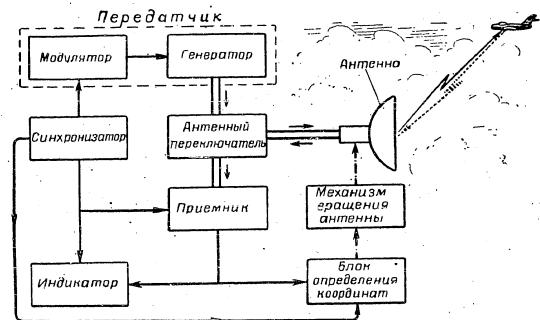 Передатчик
Модулятор
Генератор
Антенна
Синхронизатор
Антенный
переключатель
Механизм
вращения
антенны
Приемник
Индикатор
Блок
определения
координат